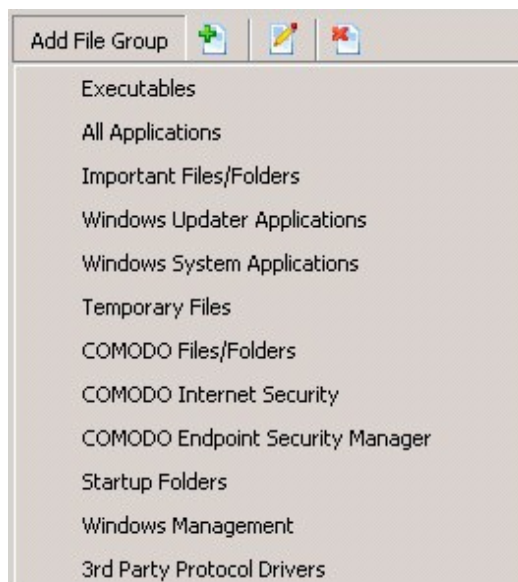 Add File Group
Executables
All Applications
Important Files/Folders
Windows Updater Applications
Windows System Applications
Temporary Files
COMODO Files/Folders
COMODO Internet Security
COMODO Endpoint Security Manager
Startup Folders
Windows Management
3rd Party Protocol Drivers